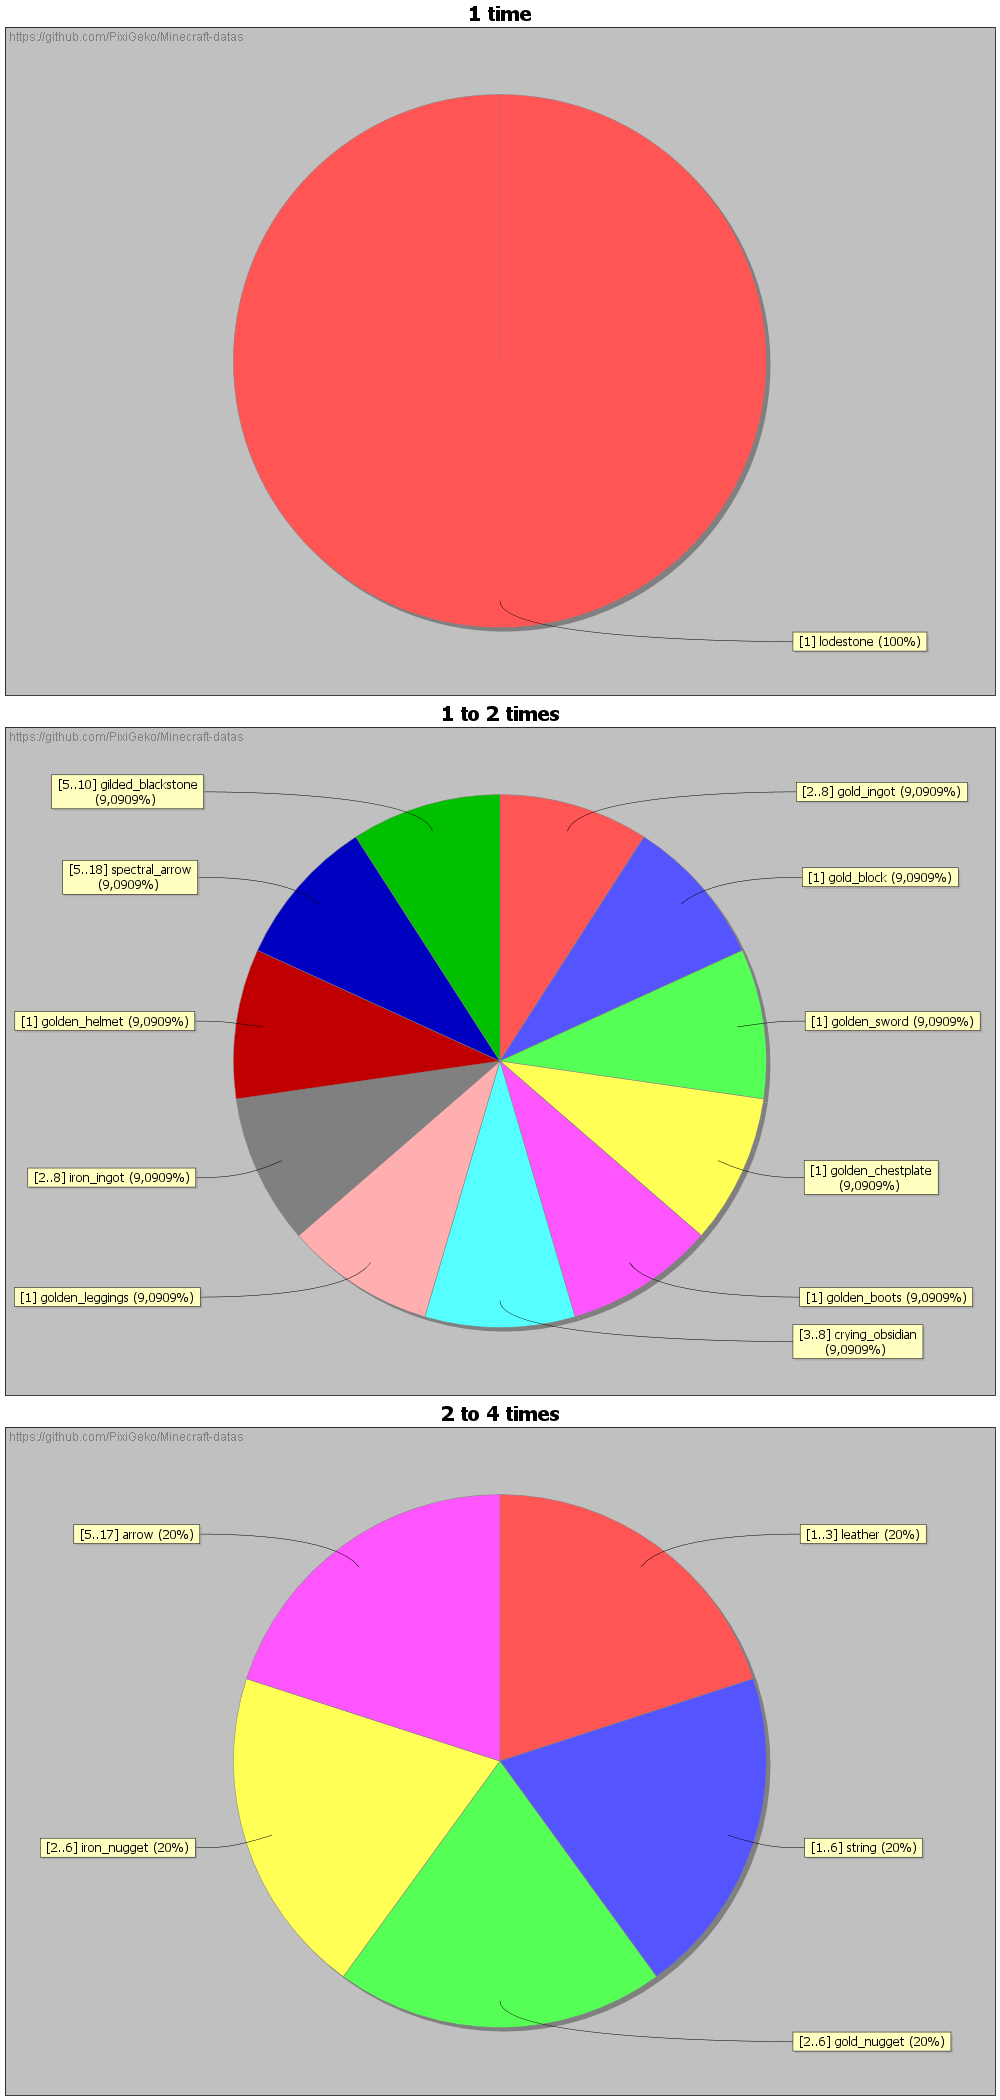 1 time
https://github.com/PixiGeko/Minecraft-datas
[1] lodestone (100%)
1 to 2 times
https://github.com/PixiGeko/Minecraft-datas
[5..10] gilded_blackstone
(9,0909%)
[2..8] gold_ingot (9,0909%)
[5..18] spectral_arrow
(9,0909%)
[1] gold_block (9,0909%)
[1] golden_helmet (9,0909%)
[1] golden_sword (9,0909%)
[2..8] iron_ingot (9,0909%)
[1] golden_chestplate
(9,0909%)
[1] golden_leggings (9,0909%)
[1] golden_boots (9,0909%)
[3..8] crying_obsidian
(9,0909%)
2 to 4 times
https://github.com/PixiGeko/Minecraft-datas
[5..17] arrow (20%)
[1..3] leather (20%)
[2..6] iron_nugget (20%)
[1..6] string (20%)
[2..6] gold_nugget (20%)